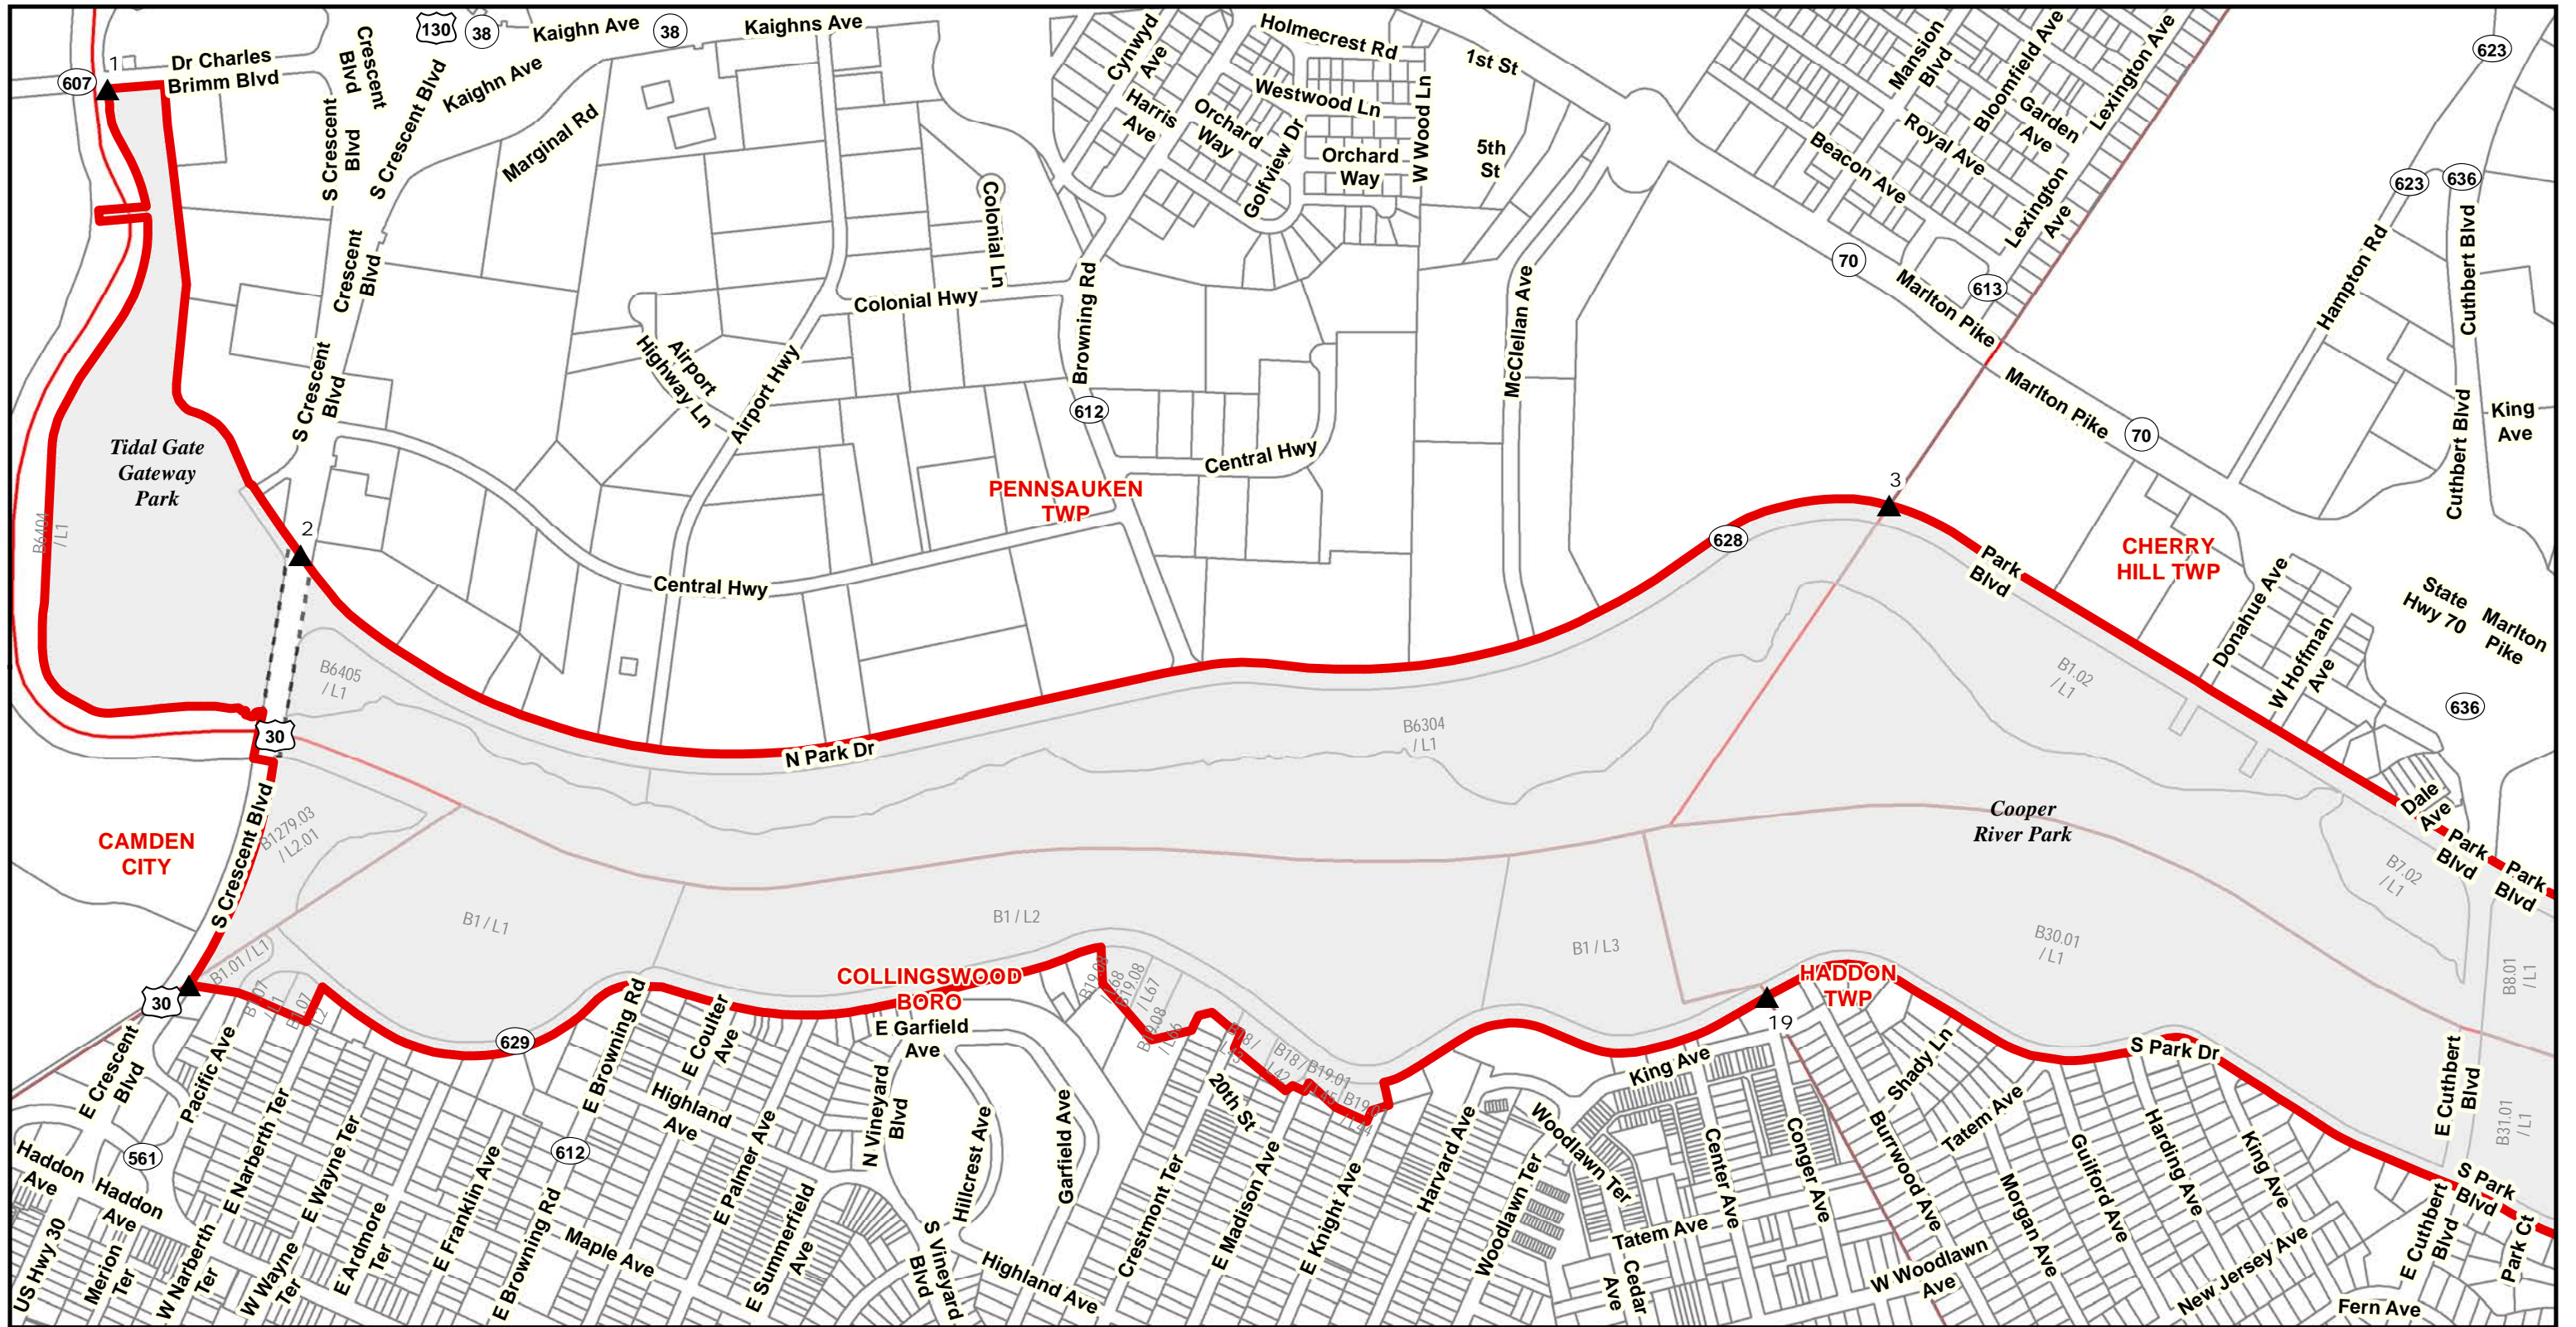 130
38
Kaighn Ave
38
Kaighns Ave
Crescent
Blvd
Dr Charles
Brimm Blvd
1
607
S Crescent
Blvd
S Crescent Blvd
Kaighn Ave
Marginal Rd
Cynwyd
Ave
Harris
Ave
Holmecrest Rd
Westwood Ln
Orchard
Way
Golfview Dr
Orchard
Way
W Wood Ln
1st St
5th
St
Mansion
Blvd
Bloomfield Ave
Lexington Ave
Garden
Ave
Royal Ave
Beacon Ave
Lexington
Ave
623
623
636
Cuthbert Blvd
Hampton Rd
Cuthbert Blvd
King
Ave
Colonial Ln
Crescent
Blvd
Colonial Hwy
Browning Rd
McClellan Ave
70
613
Marlton Pike
Marlton Pike
70
S Crescent
Blvd
Airport
Highway Ln
Airport Hwy
612
Central Hwy
Tidal Gate
Gateway
Park
B6404
/ L1
2
PENNSAUKEN
TWP
Central Hwy
3
628
Park
Blvd
CHERRY
HILL TWP
Donahue Ave
W Hoffman
Ave
State
Hwy 70
Marlton
Pike
636
B6405
/ L1
B1.02
/ L1
30
N Park Dr
B6304
/ L1
Cooper
River Park
Dale
Ave
Park
Blvd
Park
Blvd
CAMDEN
CITY
S Crescent Blvd
B1279.03
/ L2.01
B7.02
/ L1
B1 / L1
B1 / L2
B1 / L3
B30.01
/ L1
B8.01
/ L1
B1.01 / L1
30
COLLINGSWOOD
BORO
HADDON
TWP
B19.08
/ L67
B19.08
/ L66
19
629
E Crescent
Blvd
Pacific Ave
E Browning Rd
E Coulter
Ave
E Garfield
Ave
B18 /
L42
King Ave
Shady Ln
S Park Dr
E Cuthbert
Blvd
B31.01
/ L1
561
Haddon
Ave
Haddon
Ave
E Narberth Ter
E Wayne Ter
612
Highland
Ave
E Palmer Ave
N Vineyard
Blvd
Hillcrest Ave
Garfield Ave
20th St
Crestmont Ter
E Madison Ave
E Knight Ave
Harvard Ave
Woodlawn Ter
Woodlawn Ter
Center Ave
Conger Ave
Burrwood Ave
Tatem Ave
Guilford Ave
Harding Ave
King Ave
S Park
Blvd
US Hwy 30
Merion
Ter
W Narberth
Ter
W Wayne
Ter
E Ardmore
Ter
E Franklin Ave
E Browning Rd
Maple Ave
E Summerfield
Ave
S Vineyard
Blvd
Highland Ave
Tatem Ave
Cedar
Ave
W Woodlawn
Ave
Morgan Ave
New Jersey Ave
E Cuthbert
Blvd
Park Ct
Fern Ave